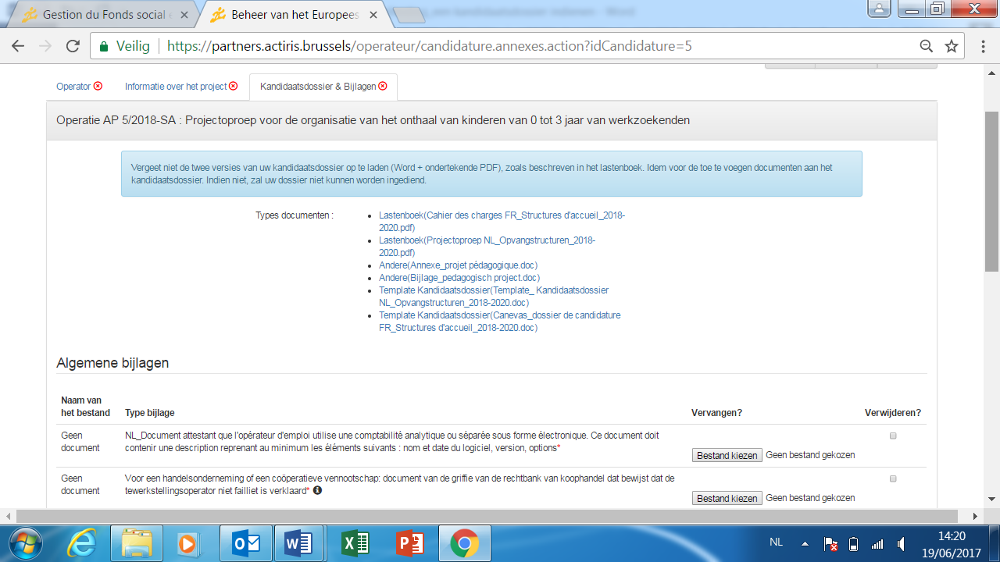 Gestion du Fonds social e
Beheer van het Europees
Veilig
https://partners.actiris.brussels/operateur/candidature.annexes.action?idCandidature=5
Operator
Informatie over het project
Kandidaatsdossier & Bijlagen
Operatie AP 5/2018-SA : Projectoproep voor de organisatie van het onthaal van kinderen van 0 tot 3 jaar van werkzoekenden
Vergeet niet de twee versies van uw kandidaatsdossier op te laden (Word + ondertekende PDF), zoals beschreven in het lastenboek. Idem voor de toe te voegen documenten aan het
kandidaatsdossier. Indien niet, zal uw dossier niet kunnen worden ingediend.
Types documenten :
Lastenboek(Cahier des charges FR_Structures d'accueil_2018-
2020.pdf)
Lastenboek(Projectoproep NL_Opvangstructuren_2018-
2020.pdf)
Andere(Annexe_projet pédagogique.doc)
Andere(Bijlage_pedagogisch project.doc)
Template Kandidaatsdossier(Template_ Kandidaatsdossier
NL_Opvangstructuren_2018-2020.doc)
Template Kandidaatsdossier(Canevas_dossier de candidature
FR_Structures d'accueil_2018-2020.doc)
Algemene bijlagen
Naam van
het bestand
Type bijlage
Vervangen?
Verwijderen?
Geen
document
NL_Document attestant que l'opérateur d'emploi utilise une comptabilité analytique ou séparée sous forme électronique. Ce document doit
contenir une description reprenant au minimum les éléments suivants : nom et date du logiciel, version, options*
Bestand kiezen Geen bestand gekozen
Geen
document
Voor een handelsonderneming of een coöperatieve vennootschap: document van de griffie van de rechtbank van koophandel dat bewijst dat de
tewerkstellingsoperator niet failliet is verklaard*
Bestand kiezen Geen bestand gekozen
NL
14:20
19/06/2017